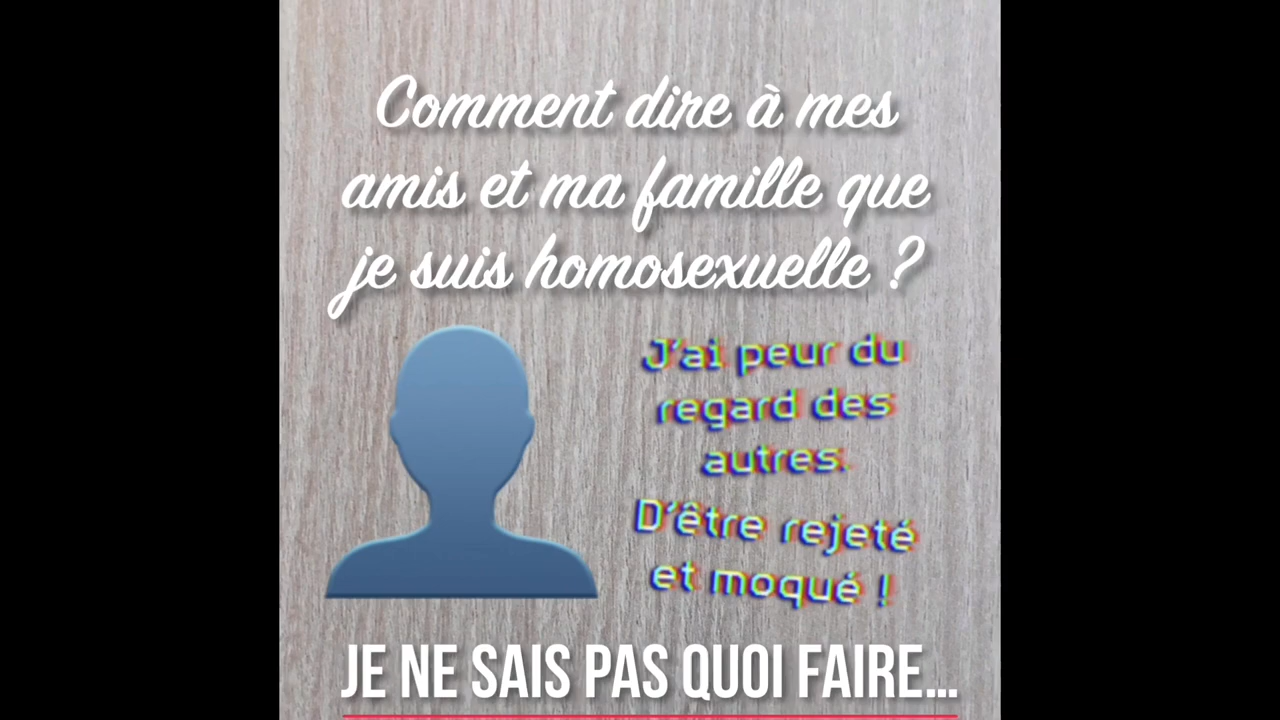 Comment dire à mes
amis et ma famille que
je suis homosexuelle ?
J'ai peur du
regard des
autres.
D'être rejeté
et moqué !
JE NE SAIS PAS QUOI FAIRE...